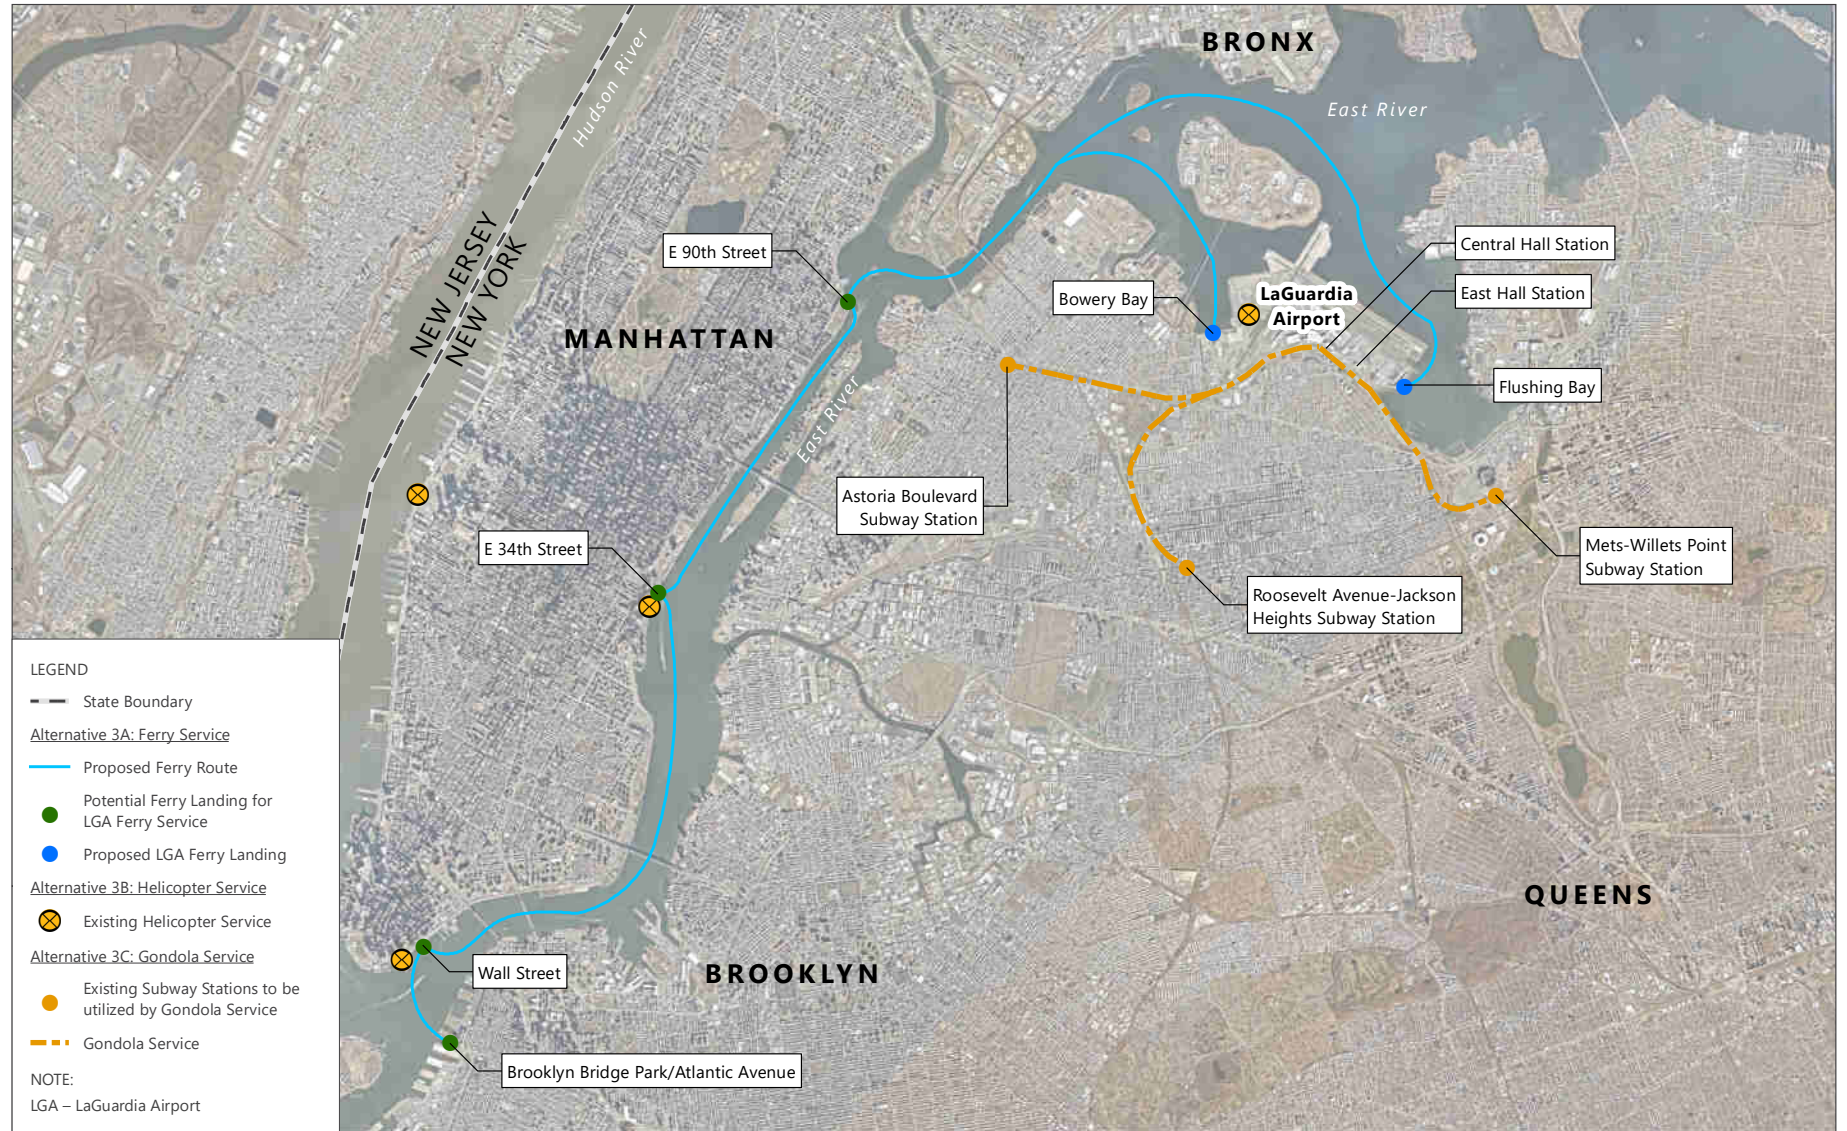 BRONX
Hudson River
East River
NEW JERSEY
NEW YORK
E 90th Street
Central Hall Station
East Hall Station
Bowery Bay
LaGuardia
Airport
MANHATTAN
Flushing Bay
East River
Astoria Boulevard
Subway Station
E 34th Street
Mets-Willets Point
Subway Station
Roosevelt Avenue-Jackson
Heights Subway Station
QUEENS
BROOKLYN
Wall Street
Brooklyn Bridge Park/Atlantic Avenue
LEGEND
State Boundary
Alternative 3A: Ferry Service
Proposed Ferry Route
Potential Ferry Landing for
LGA Ferry Service
Proposed LGA Ferry Landing
Alternative 3B: Helicopter Service
Existing Helicopter Service
Alternative 3C: Gondola Service
Existing Subway Stations to be
utilized by Gondola Service
Gondola Service
NOTE:
LGA – LaGuardia Airport